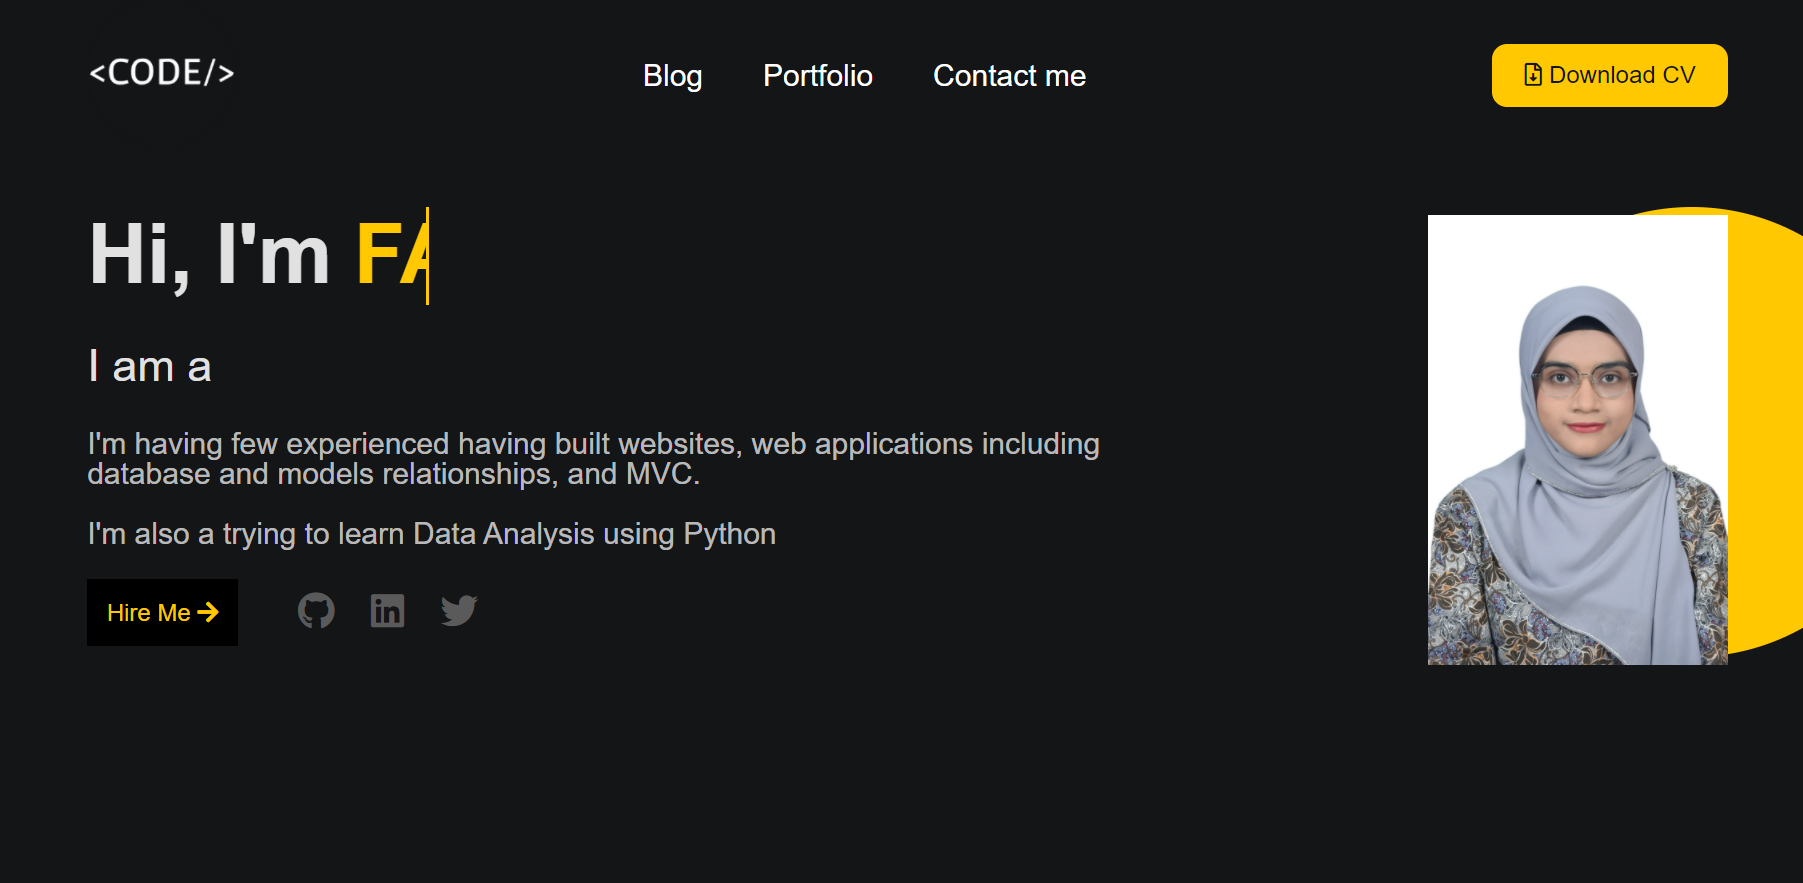 <CODE/>
Blog
Portfolio
Contact me
Download CV
Hi, I'm FA
I am a
I'm having few experienced having built websites, web applications including
database and models relationships, and MVC.
I'm also a trying to learn Data Analysis using Python
Hire Me
in